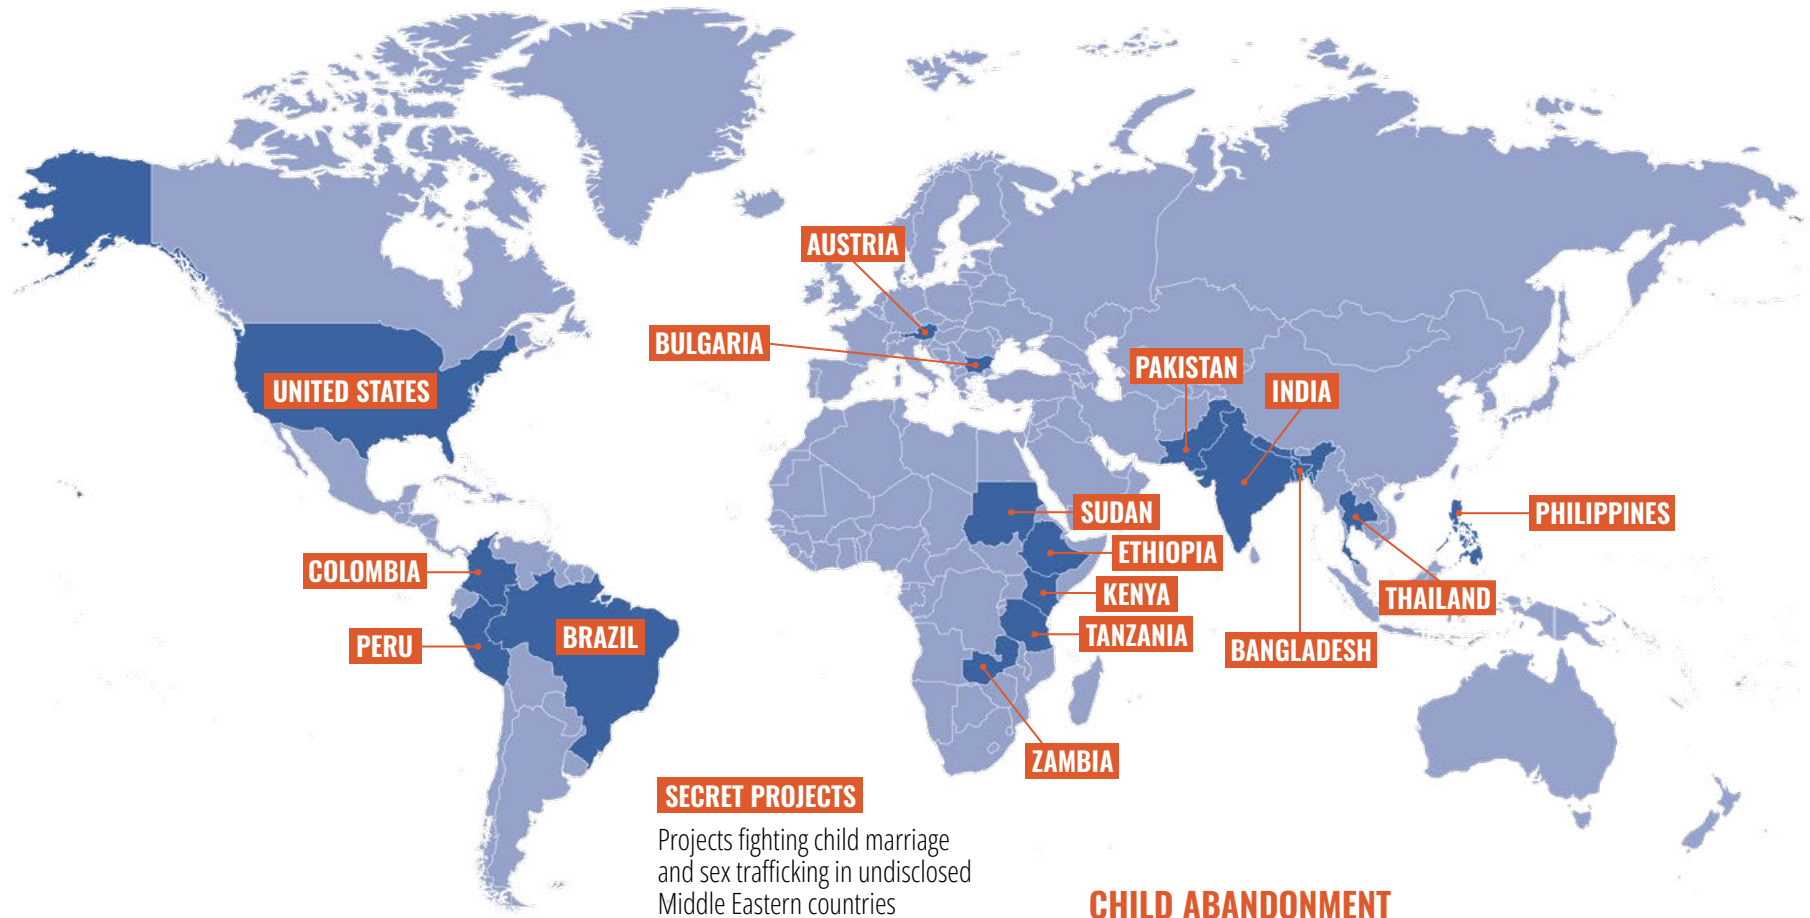 AUSTRIA
BULGARIA
PAKISTAN
UNITED STATES
INDIA
SUDAN
PHILIPPINES
ETHIOPIA
COLOMBIA
KENYA
THAILAND
TANZANIA
BRAZIL
PERU
BANGLADESH
ZAMBIA
SECRET PROJECTS
Projects fighting child marriage
and sex trafficking in undisclosed
Middle Eastern countries
CHILD ABANDONMENT